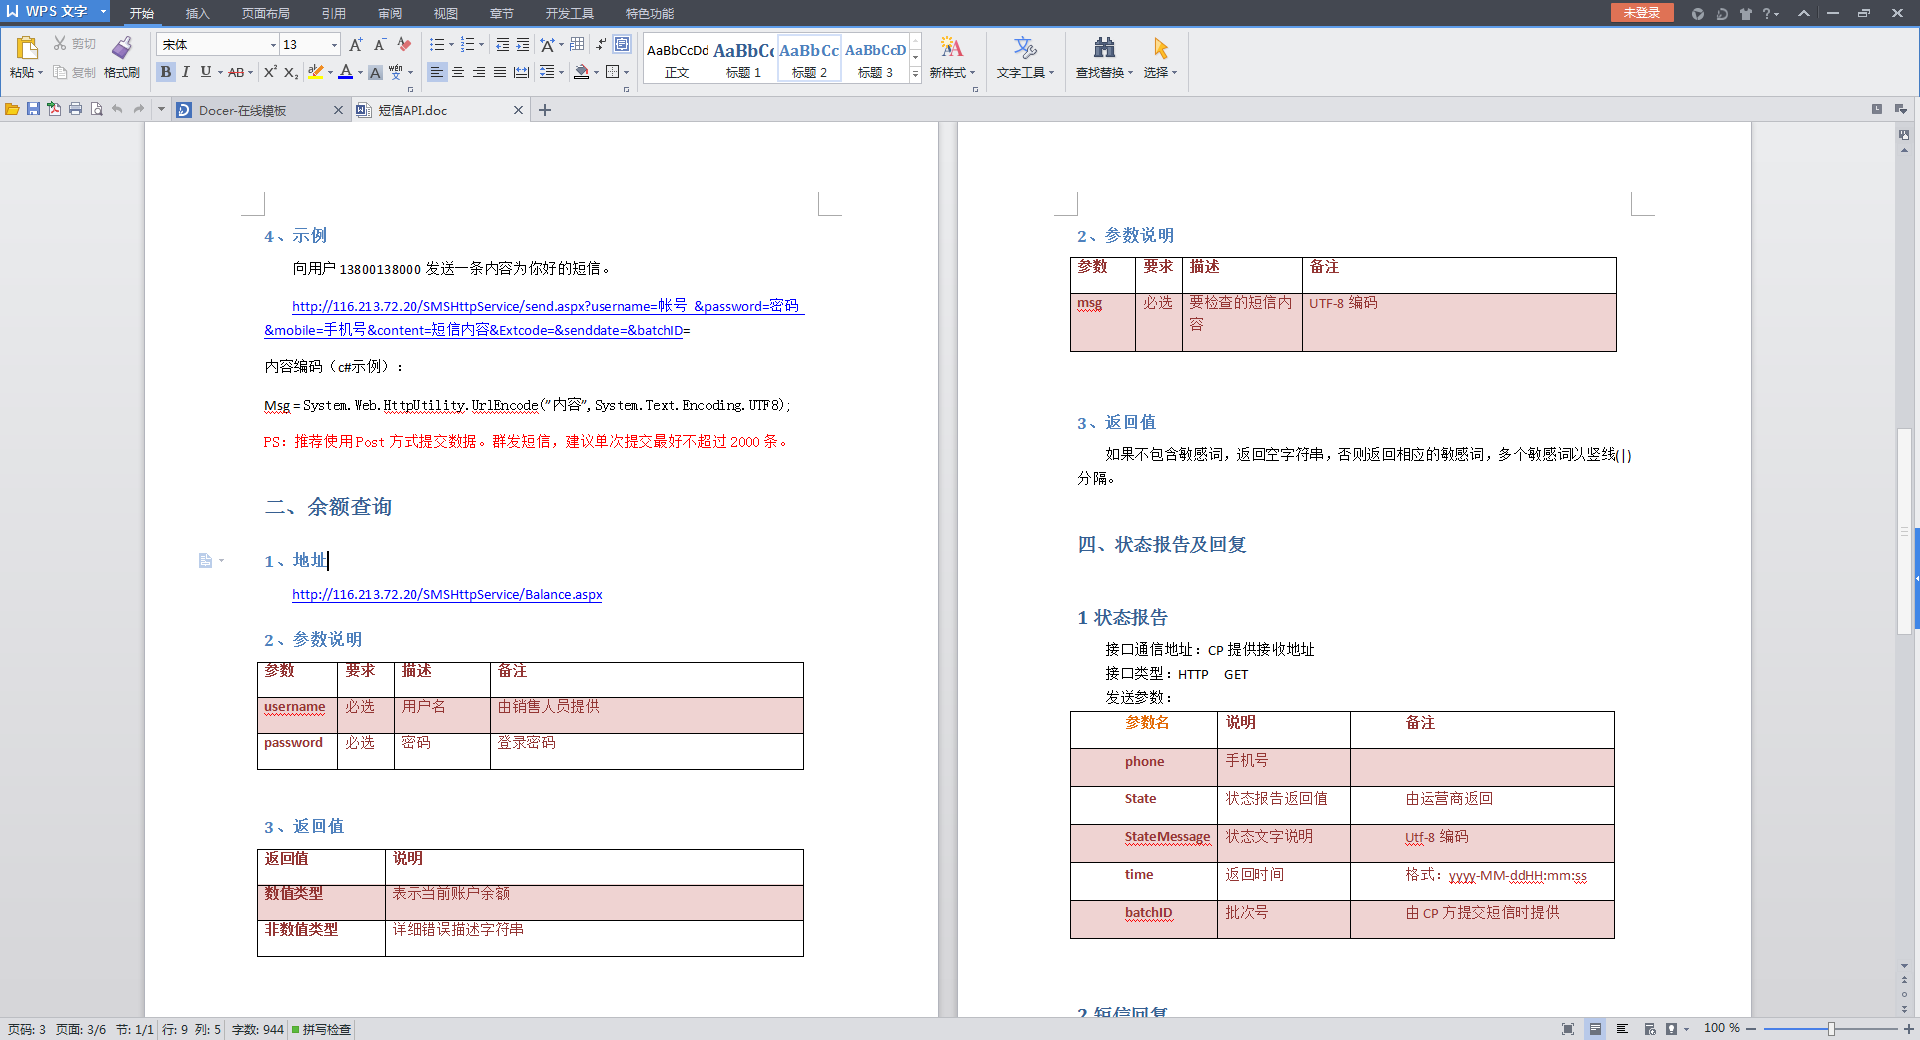 WPS 文字
开始 插入 页面布局 引用 审阅 视图 章节 开发工具 特色功能
未登录
粘贴 剪切 复制 格式刷
宋体 13
AaBbCcDd 正文
AaBbCc 标题 1
AaBbCc 标题 2
AaBbCcD 标题 3
新样式 文字工具 查找替换 选择
Docer-在线模板
短信API.doc
4、示例
向用户 13800138000 发送一条内容为你好的短信。
http://116.213.72.20/SMSHttpService/send.aspx?username=帐号 &password=密码
&mobile=手机号&content=短信内容&Extcode=&senddate=&batchID=
内容编码（c#示例）：
Msg = System.Web.HttpUtility.UrlEncode("内容",System.Text.Encoding.UTF8);
PS：推荐使用 Post 方式提交数据。群发短信，建议单次提交最好不超过 2000 条。
二、余额查询
1、地址
http://116.213.72.20/SMSHttpService/Balance.aspx
2、参数说明
参数 要求 描述 备注
username 必选 用户名 由销售人员提供
password 必选 密码 登录密码
3、返回值
返回值 说明
数值类型 表示当前账户余额
非数值类型 详细错误描述字符串
2、参数说明
参数 要求 描述 备注
msg 必选 要检查的短信内 UTF-8 编码
容
3、返回值
如果不包含敏感词，返回空字符串，否则返回相应的敏感词，多个敏感词以竖线(|)
分隔。
四、状态报告及回复
1 状态报告
接口通信地址：CP 提供接收地址
接口类型：HTTP GET
发送参数：
参数名 说明 备注
phone 手机号
State 状态报告返回值 由运营商返回
StateMessage 状态文字说明 Utf-8 编码
time 返回时间 格式：yyyy-MM-ddHH:mm:ss
batchID 批次号 由 CP 方提交短信时提供
2 短信回复
页码: 3 页面: 3/6 节: 1/1 行: 9 列: 5 字数: 944 拼写检查
100 %